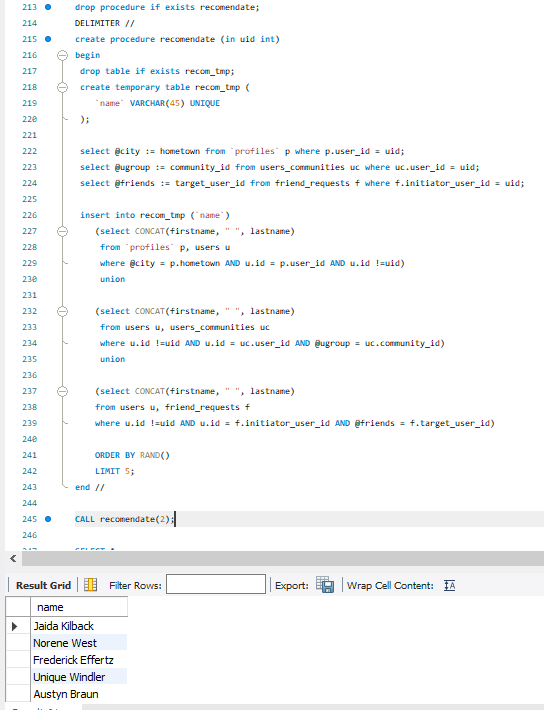 213 drop procedure if exists recomendate;
214 DELIMITER //
215 create procedure recomendate (in uid int)
216 begin
217 drop table if exists recom_tmp;
218 create temporary table recom_tmp (
219 `name` VARCHAR(45) UNIQUE
220 );
221
222 select @city := hometown from `profiles` p where p.user_id = uid;
223 select @ugroup := community_id from users_communities uc where uc.user_id = uid;
224 select @friends := target_user_id from friend_requests f where f.initiator_user_id = uid;
225
226 insert into recom_tmp (`name`)
227 (select CONCAT(firstname, " ", lastname)
228 from `profiles` p, users u
229 where @city = p.hometown AND u.id = p.user_id AND u.id !=uid)
230 union
231
232 (select CONCAT(firstname, " ", lastname)
233 from users u, users_communities uc
234 where u.id !=uid AND u.id = uc.user_id AND @ugroup = uc.community_id)
235 union
236
237 (select CONCAT(firstname, " ", lastname)
238 from users u, friend_requests f
239 where u.id !=uid AND u.id = f.initiator_user_id AND @friends = f.target_user_id)
240
241 ORDER BY RAND()
242 LIMIT 5;
243 end //
244
245 CALL recomendate(2);
246
Result Grid Filter Rows: Export: Wrap Cell Content:
name
Jaida Kilback
Norene West
Frederick Effertz
Unique Windler
Austyn Braun